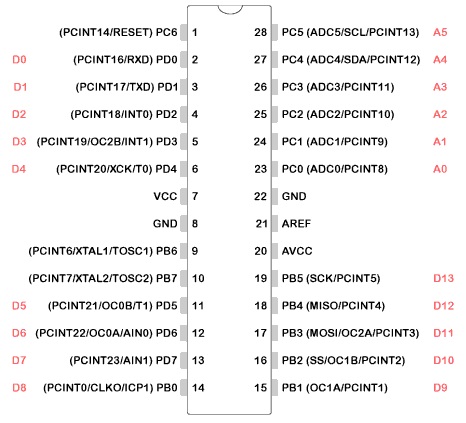 (PCINT14/RESET) PC6 1 28 PC5 (ADC5/SCL/PCINT13) A5
D0 (PCINT16/RXD) PD0 2 27 PC4 (ADC4/SDA/PCINT12) A4
D1 (PCINT17/TXD) PD1 3 26 PC3 (ADC3/PCINT11) A3
D2 (PCINT18/INT0) PD2 4 25 PC2 (ADC2/PCINT10) A2
D3 (PCINT19/OC2B/INT1) PD3 5 24 PC1 (ADC1/PCINT9) A1
D4 (PCINT20/XCK/T0) PD4 6 23 PC0 (ADC0/PCINT8) A0
VCC 7 22 GND
GND 8 21 AREF
(PCINT6/XTAL1/TOSC1) PB6 9 20 AVCC
(PCINT7/XTAL2/TOSC2) PB7 10 19 PB5 (SCK/PCINT5) D13
D5 (PCINT21/OC0B/T1) PD5 11 18 PB4 (MISO/PCINT4) D12
D6 (PCINT22/OC0A/AIN0) PD6 12 17 PB3 (MOSI/OC2A/PCINT3) D11
D7 (PCINT23/AIN1) PD7 13 16 PB2 (SS/OC1B/PCINT2) D10
D8 (PCINT0/CLKO/ICP1) PB0 14 15 PB1 (OC1A/PCINT1) D9